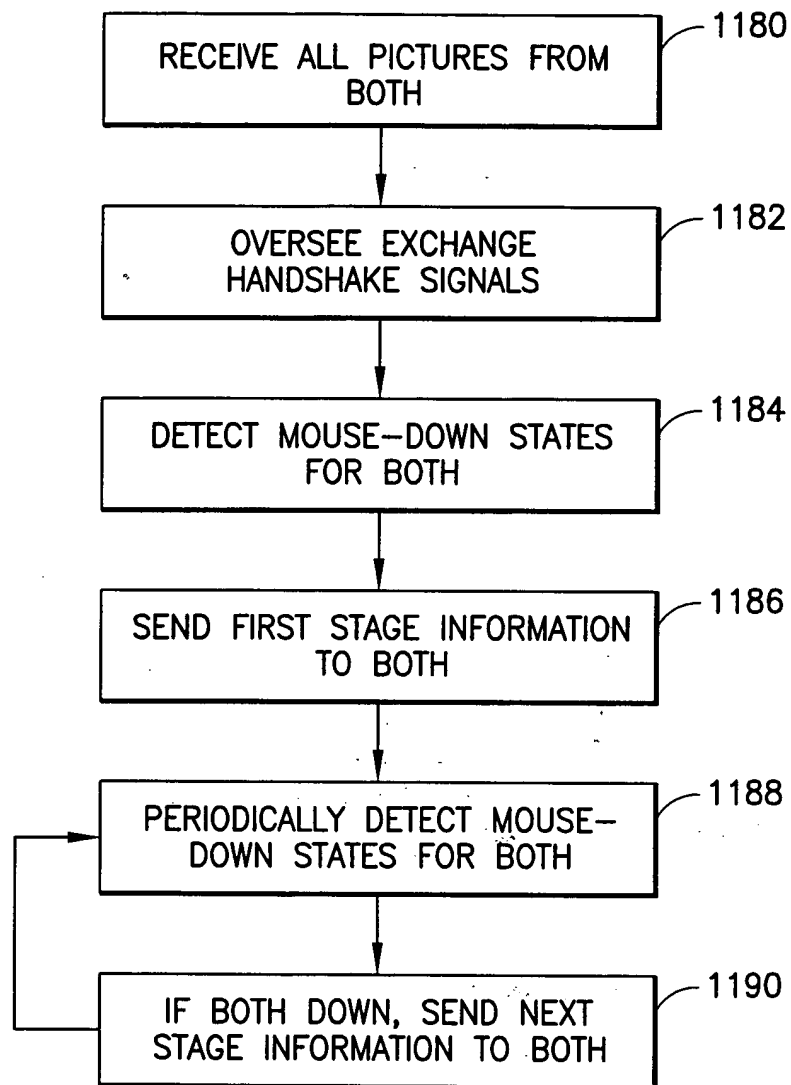 1180
RECEIVE ALL PICTURES FROM
BOTH
1182
OVERSEE EXCHANGE
HANDSHAKE SIGNALS
1184
DETECT MOUSE-DOWN STATES
FOR BOTH
1186
SEND FIRST STAGE INFORMATION
TO BOTH
1188
PERIODICALLY DETECT MOUSE-
DOWN STATES FOR BOTH
1190
IF BOTH DOWN, SEND NEXT
STAGE INFORMATION TO BOTH